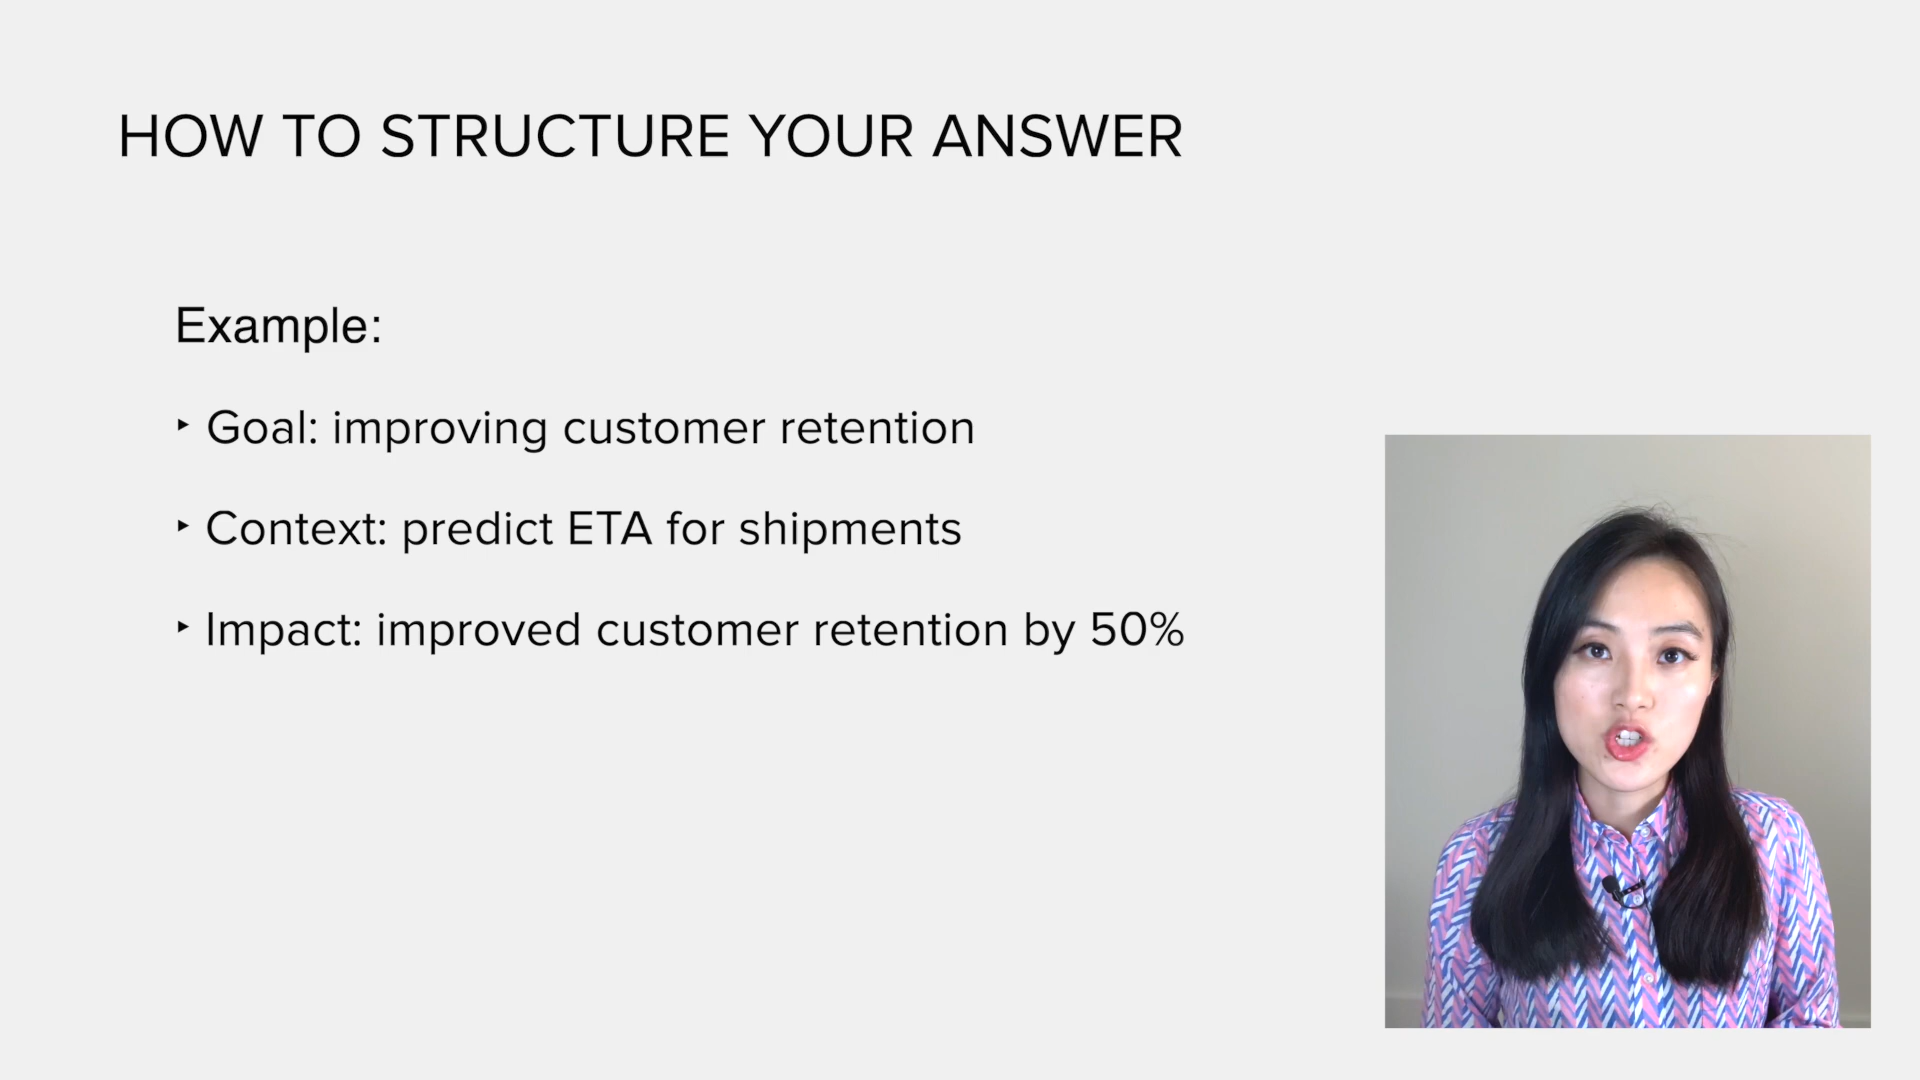 HOW TO STRUCTURE YOUR ANSWER
Example:
‣ Goal: improving customer retention
‣ Context: predict ETA for shipments
‣ Impact: improved customer retention by 50%